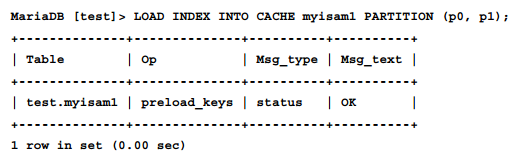 MariaDB [test]> LOAD INDEX INTO CACHE myisam1 PARTITION (p0, p1);
+--------------+--------------+----------+----------+
| Table        | Op           | Msg_type | Msg_text |
+--------------+--------------+----------+----------+
| test.myisam1 | preload_keys | status   | OK       |
+--------------+--------------+----------+----------+
1 row in set (0.00 sec)